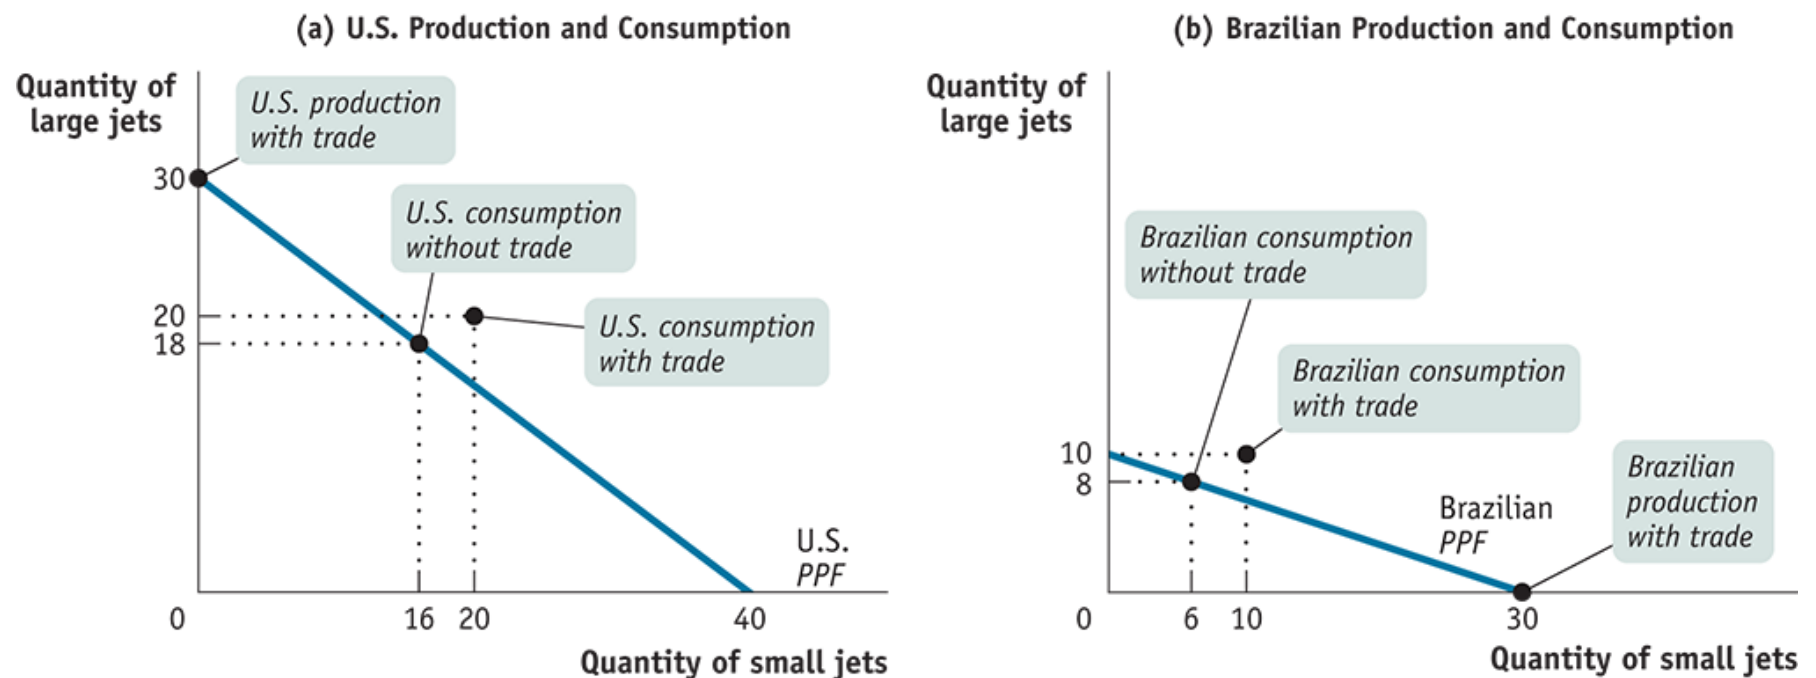 (a) U.S. Production and Consumption
Quantity of
large jets
U.S. production
with trade
30
U.S. consumption
without trade
20
18
U.S. consumption
with trade
U.S.
PPF
0
16
20
40
Quantity of small jets
(b) Brazilian Production and Consumption
Quantity of
large jets
Brazilian consumption
without trade
Brazilian consumption
with trade
10
8
Brazilian
PPF
Brazilian
production
with trade
0
6
10
30
Quantity of small jets